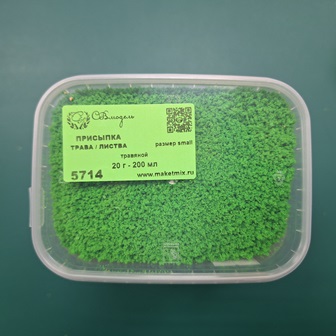 СВмодель
ПРИСЫПКА
ТРАВА / ЛИСТВА
размер small
травяной
20 г - 200 мл
5714
www.maketmix.ru